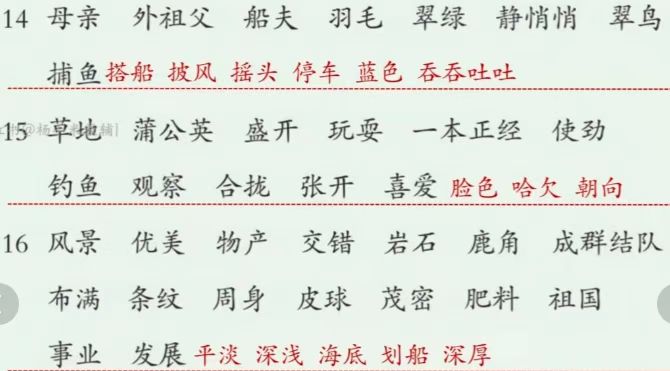 14 母亲 外祖父 船夫 羽毛 翠绿 静悄悄 翠鸟
捕鱼 搭船 披风 摇头 停车 蓝色 吞吞吐吐
15 草地 蒲公英 盛开 玩耍 一本正经 使劲
钓鱼 观察 合拢 张开 喜爱 脸色 哈欠 朝向
16 风景 优美 物产 交错 岩石 鹿角 成群结队
布满 条纹 周身 皮球 茂密 肥料 祖国
事业 发展 平淡 深浅 海底 划船 深厚